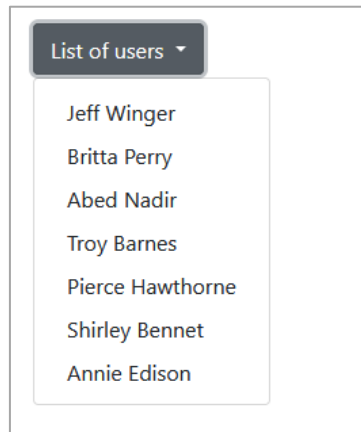 List of users
Jeff Winger
Britta Perry
Abed Nadir
Troy Barnes
Pierce Hawthorne
Shirley Bennet
Annie Edison